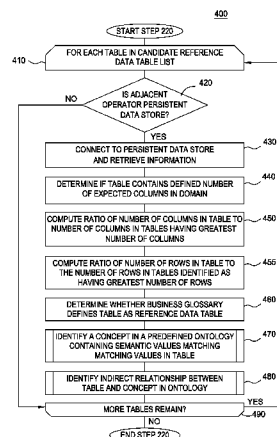 400
START STEP 220
FOR EACH TABLE IN CANDIDATE REFERENCE
DATA TABLE LIST
410
420
IS
ADJACENT
OPERATOR PERSISTENT
DATA STORE?
NO
YES
430
CONNECT TO PERSISTENT DATA STORE
AND RETRIEVE INFORMATION
440
DETERMINE IF TABLE CONTAINS DEFINED NUMBER
OF EXPECTED COLUMNS IN DOMAIN
450
COMPUTE RATIO OF NUMBER OF COLUMNS IN TABLE TO
NUMBER OF COLUMNS IN TABLES HAVING GREATEST
NUMBER OF COLUMNS
455
COMPUTE RATIO OF NUMBER OF ROWS IN TABLE TO
THE NUMBER OF ROWS IN TABLES IDENTIFIED AS
HAVING GREATEST NUMBER OF ROWS
460
DETERMINE WHETHER BUSINESS GLOSSARY
DEFINES TABLE AS REFERENCE DATA TABLE
470
IDENTIFY A CONCEPT IN A PREDEFINED ONTOLOGY
CONTAINING SEMANTIC VALUES MATCHING
MATCHING VALUES IN TABLE
480
IDENTIFY INDIRECT RELATIONSHIP BETWEEN
TABLE AND CONCEPT IN ONTOLOGY
YES
MORE TABLES REMAIN?
490
NO
END STEP 220